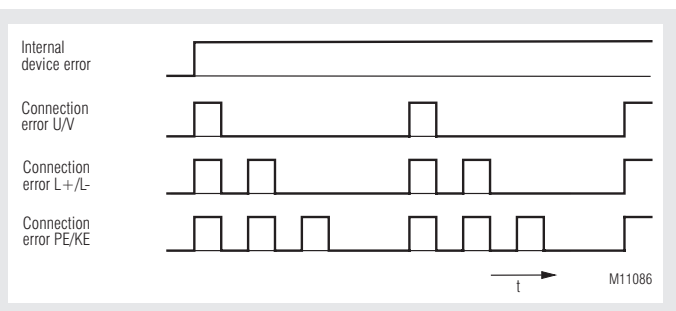 Internal
device error
Connection
error U/V
Connection
error L+/L-
Connection
error PE/KE
t
M11086